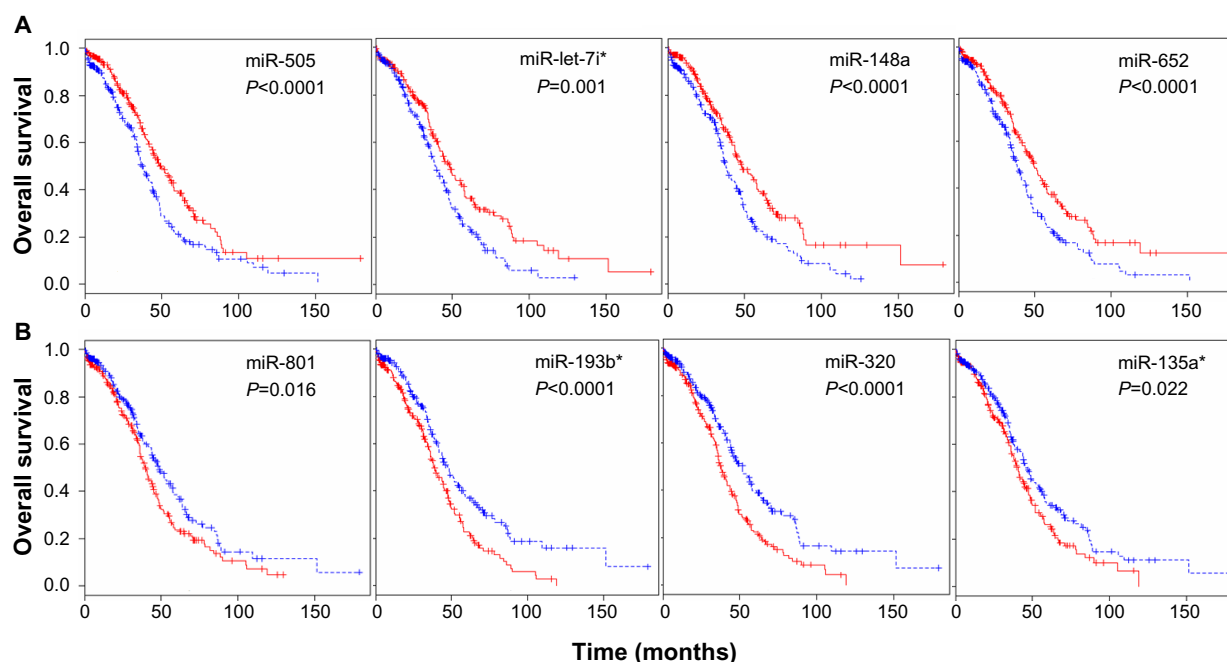 A
Overall survival
1.0
0.8
0.6
0.4
0.2
0.0
miR-505
P<0.0001
0 50 100 150
miR-let-7i*
P=0.001
0 50 100 150
miR-148a
P<0.0001
0 50 100 150
miR-652
P<0.0001
0 50 100 150
B
Overall survival
1.0
0.8
0.6
0.4
0.2
0.0
miR-801
P=0.016
0 50 100 150
miR-193b*
P<0.0001
0 50 100 150
miR-320
P<0.0001
0 50 100 150
miR-135a*
P=0.022
0 50 100 150
Time (months)